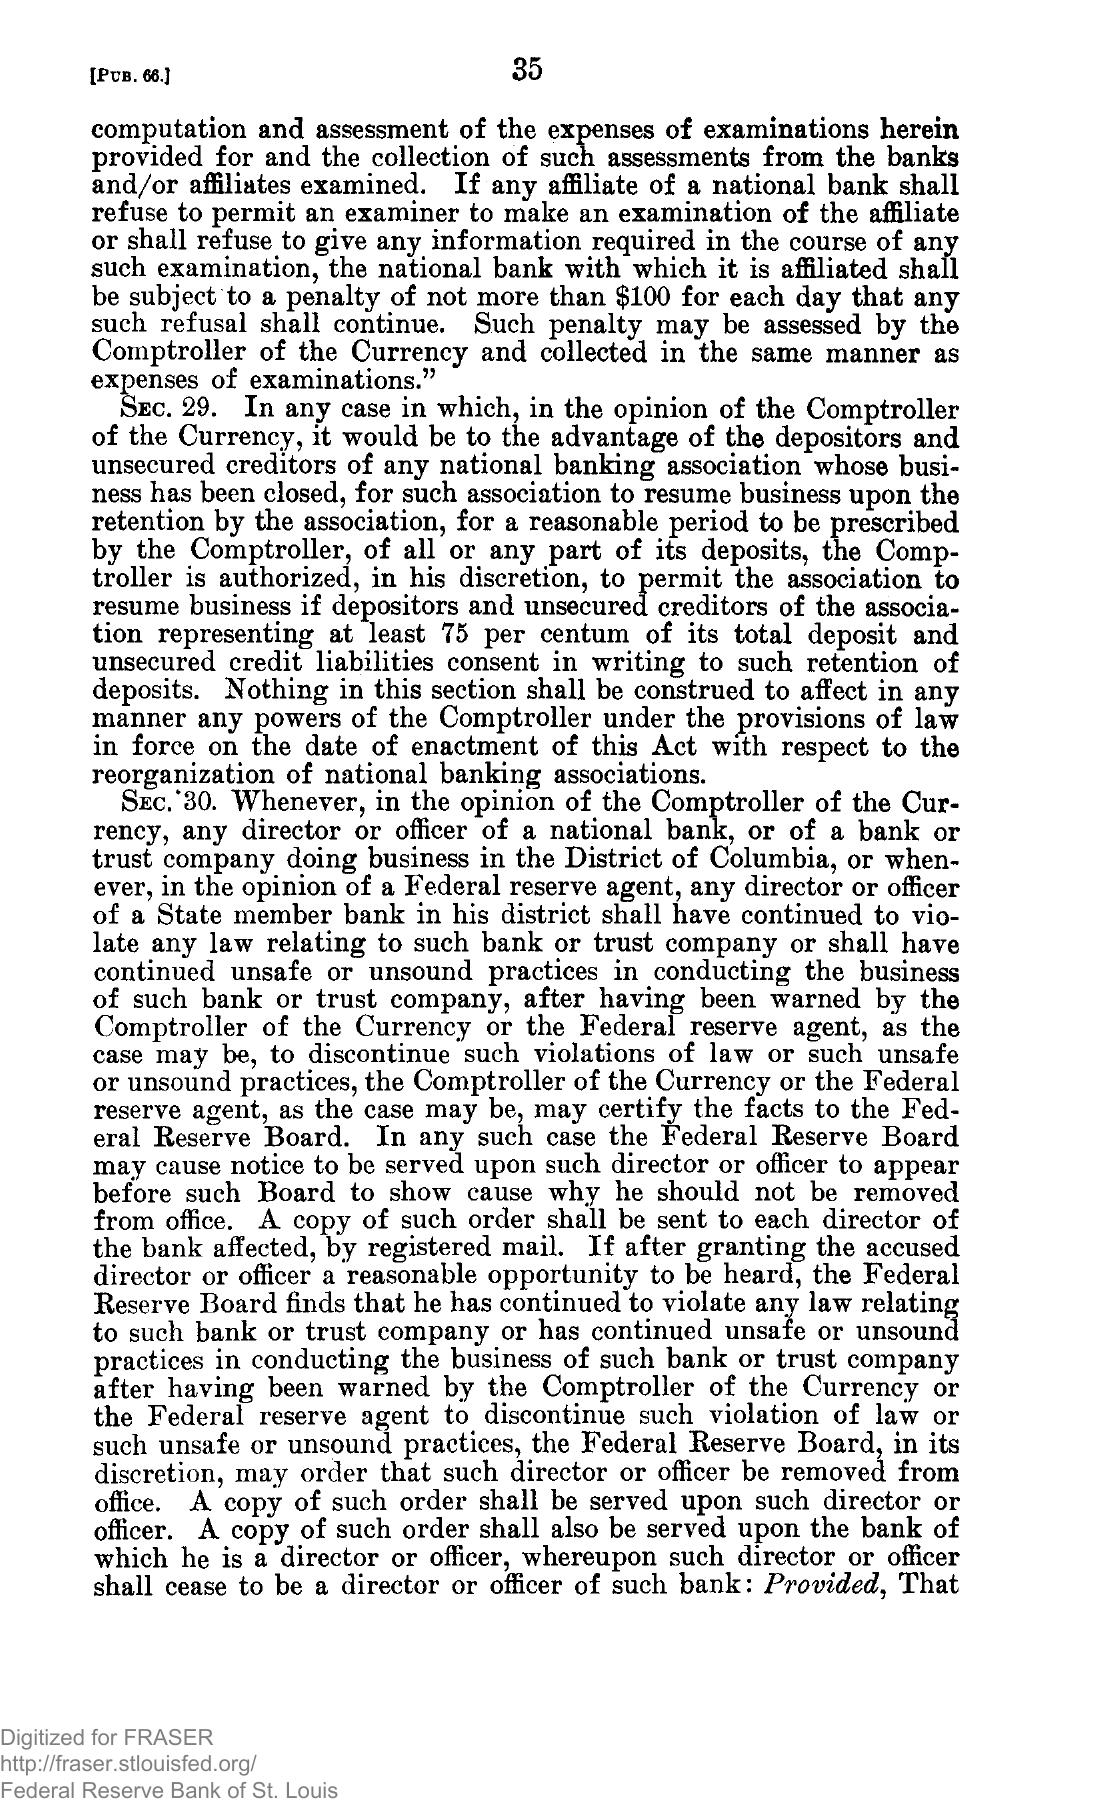 [PUB. 66.]
35
computation and assessment of the expenses of examinations herein
provided for and the collection of such assessments from the banks
and/or affiliates examined. If any affiliate of a national bank shall
refuse to permit an examiner to make an examination of the affiliate
or shall refuse to give any information required in the course of any
such examination, the national bank with which it is affiliated shall
be subject to a penalty of not more than $100 for each day that any
such refusal shall continue. Such penalty may be assessed by the
Comptroller of the Currency and collected in the same manner as
expenses of examinations.”
SEC. 29. In any case in which, in the opinion of the Comptroller
of the Currency, it would be to the advantage of the depositors and
unsecured creditors of any national banking association whose busi-
ness has been closed, for such association to resume business upon the
retention by the association, for a reasonable period to be prescribed
by the Comptroller, of all or any part of its deposits, the Comp-
troller is authorized, in his discretion, to permit the association to
resume business if depositors and unsecured creditors of the associa-
tion representing at least 75 per centum of its total deposit and
unsecured credit liabilities consent in writing to such retention of
deposits. Nothing in this section shall be construed to affect in any
manner any powers of the Comptroller under the provisions of law
in force on the date of enactment of this Act with respect to the
reorganization of national banking associations.
SEC. 30. Whenever, in the opinion of the Comptroller of the Cur-
rency, any director or officer of a national bank, or of a bank or
trust company doing business in the District of Columbia, or when-
ever, in the opinion of a Federal reserve agent, any director or officer
of a State member bank in his district shall have continued to vio-
late any law relating to such bank or trust company or shall have
continued unsafe or unsound practices in conducting the business
of such bank or trust company, after having been warned by the
Comptroller of the Currency or the Federal reserve agent, as the
case may be, to discontinue such violations of law or such unsafe
or unsound practices, the Comptroller of the Currency or the Federal
reserve agent, as the case may be, may certify the facts to the Fed-
eral Reserve Board. In any such case the Federal Reserve Board
may cause notice to be served upon such director or officer to appear
before such Board to show cause why he should not be removed
from office. A copy of such order shall be sent to each director of
the bank affected, by registered mail. If after granting the accused
director or officer a reasonable opportunity to be heard, the Federal
Reserve Board finds that he has continued to violate any law relating
to such bank or trust company or has continued unsafe or unsound
practices in conducting the business of such bank or trust company
after having been warned by the Comptroller of the Currency or
the Federal reserve agent to discontinue such violation of law or
such unsafe or unsound practices, the Federal Reserve Board, in its
discretion, may order that such director or officer be removed from
office. A copy of such order shall be served upon such director or
officer. A copy of such order shall also be served upon the bank of
which he is a director or officer, whereupon such director or officer
shall cease to be a director or officer of such bank: Provided, That
Digitized for FRASER
http://fraser.stlouisfed.org/
Federal Reserve Bank of St. Louis